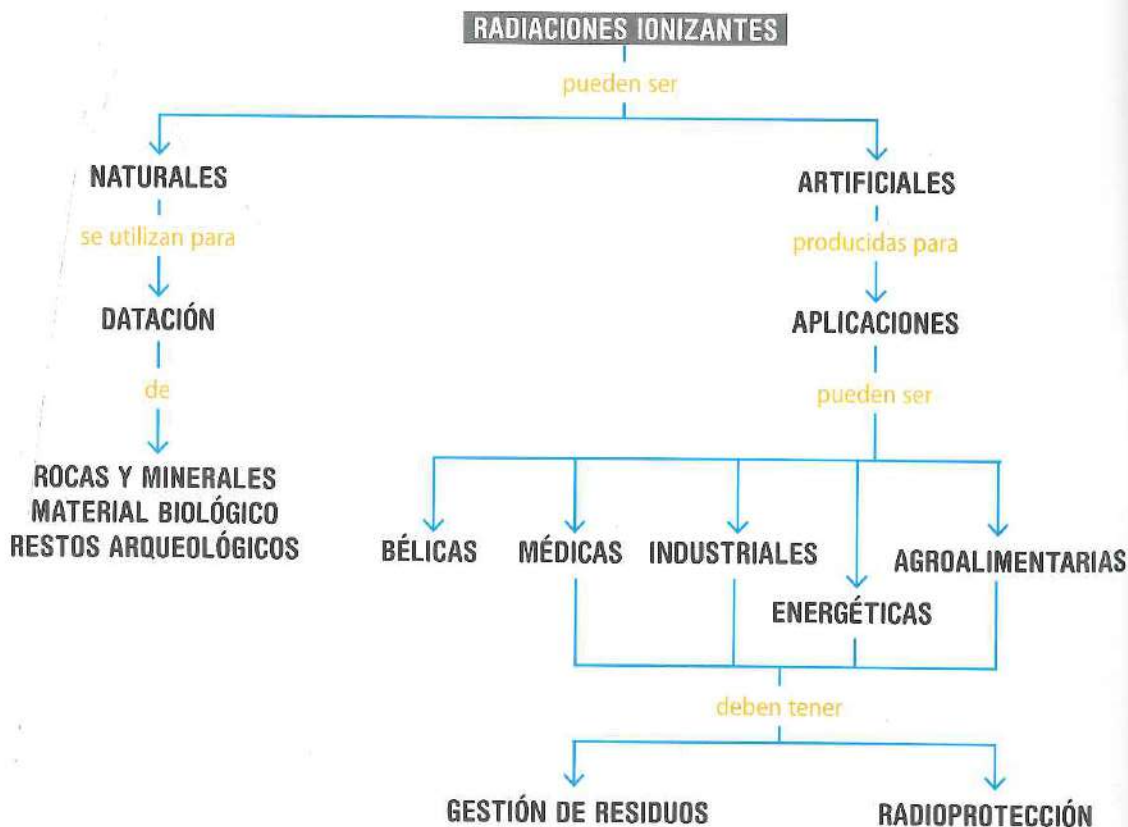 RADIACIONES IONIZANTES
pueden ser
NATURALES
se utilizan para
DATACIÓN
de
ROCAS Y MINERALES
MATERIAL BIOLÓGICO
RESTOS ARQUEOLÓGICOS
ARTIFICIALES
producidas para
APLICACIONES
pueden ser
BÉLICAS
MÉDICAS
INDUSTRIALES
ENERGÉTICAS
AGROALIMENTARIAS
deben tener
GESTIÓN DE RESIDUOS
RADIOPROTECCIÓN